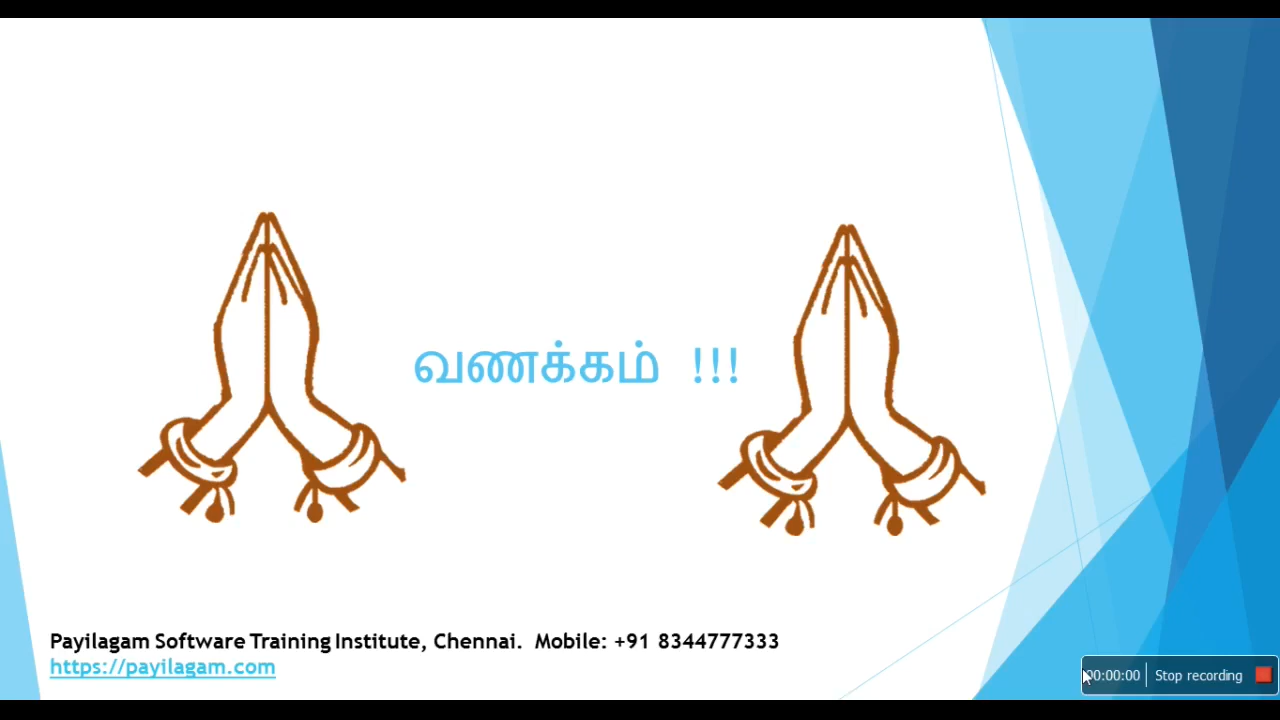 வணக்கம் !!!
Payilagam Software Training Institute, Chennai. Mobile: +91 8344777333
https://payilagam.com
00:00:00 Stop recording